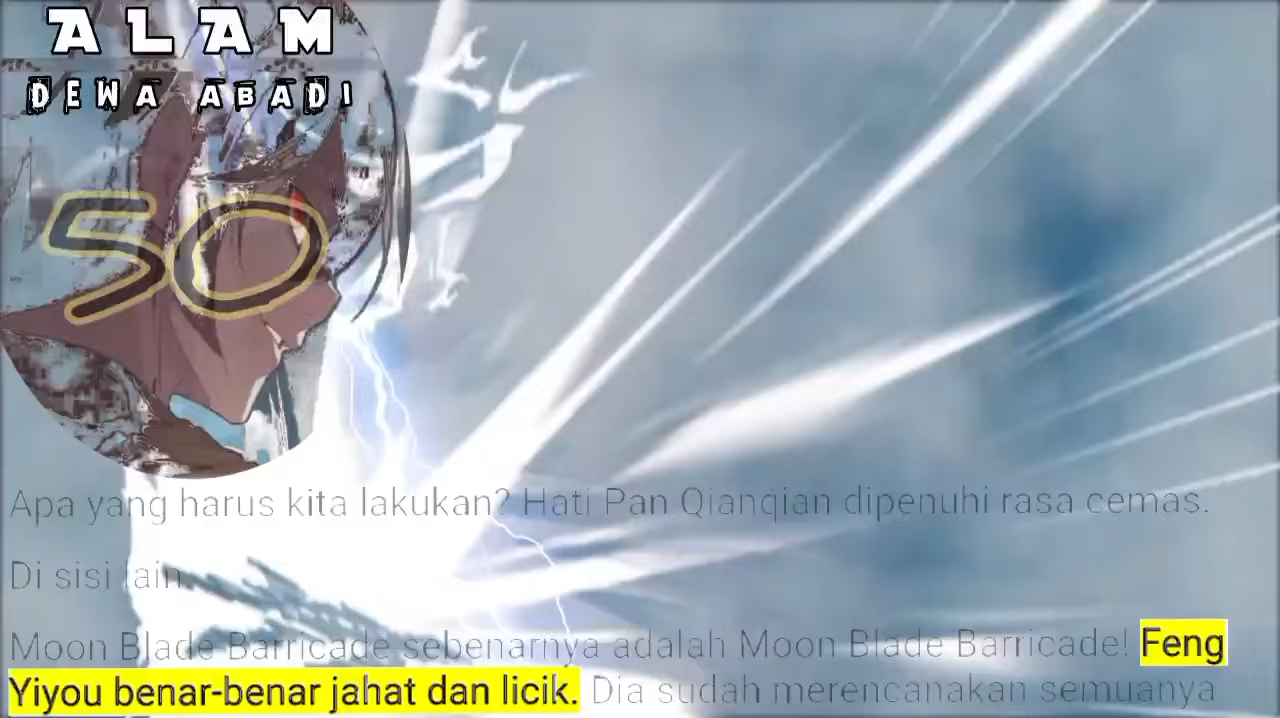 ALAM
DEWA ABADI
50
Apa yang harus kita lakukan? Hati Pan Qianqian dipenuhi rasa cemas.
Di sisi lain.
Moon Blade Barricade sebenarnya adalah Moon Blade Barricade! Feng
Yiyou benar-benar jahat dan licik. Dia sudah merencanakan semuanya